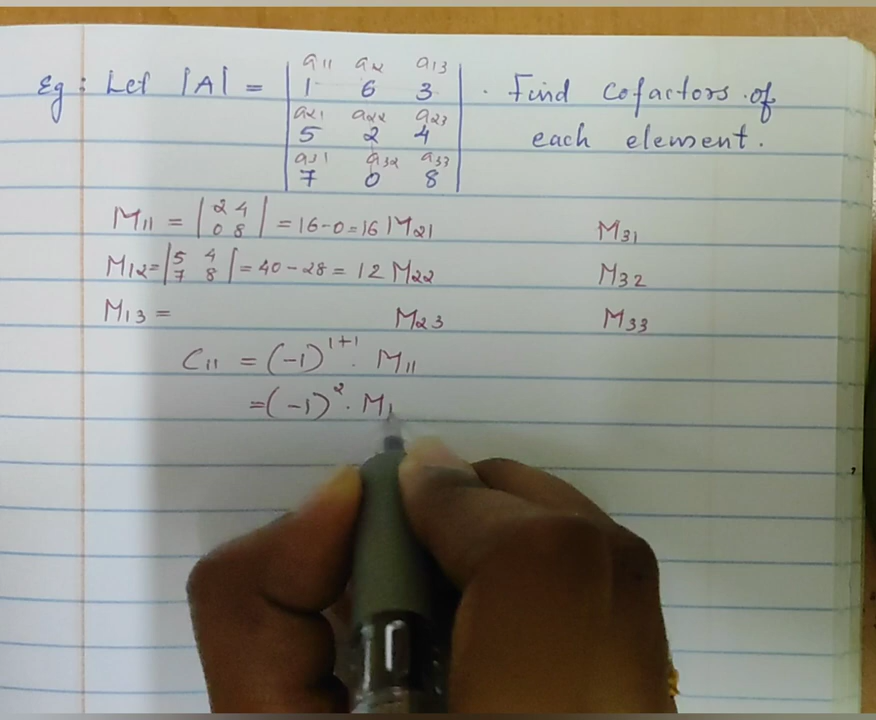 a11 a12 a13
Eg : Let |A| = | 1 6 3 | . Find cofactors of
a21 a22 a23
5 2 4 each element.
a31 a32 a33
7 0 8
M11 = | 2 4 0 8 | = 16-0=16 M21 M31
M12= | 5 4 7 8 | = 40-28= 12 M22 M32
M13 = M23 M33
C11 = (-1)^1+1 . M11
=(-1)^2 . M1